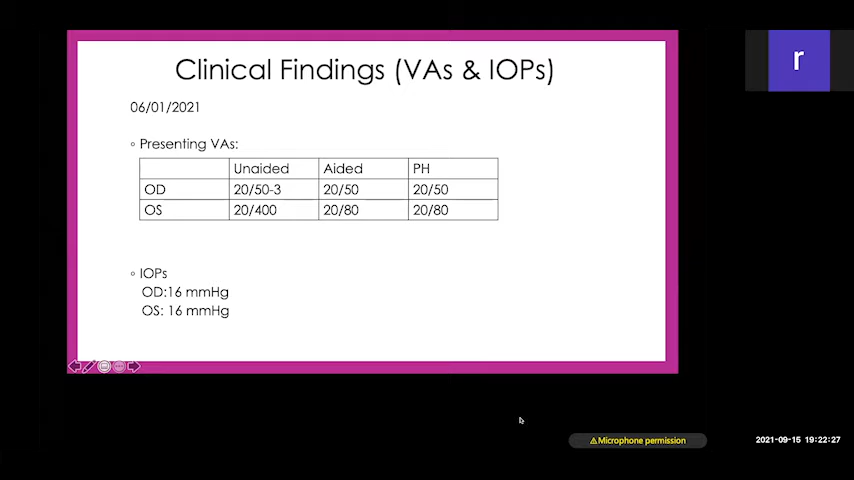 Clinical Findings (VAs & IOPs)
r
06/01/2021
Presenting VAs:
Unaided Aided PH
OD 20/50-3 20/50 20/50
OS 20/400 20/80 20/80
IOPs
OD:16 mmHg
OS: 16 mmHg
⚠Microphone permission
2021-09-15 19:22:27